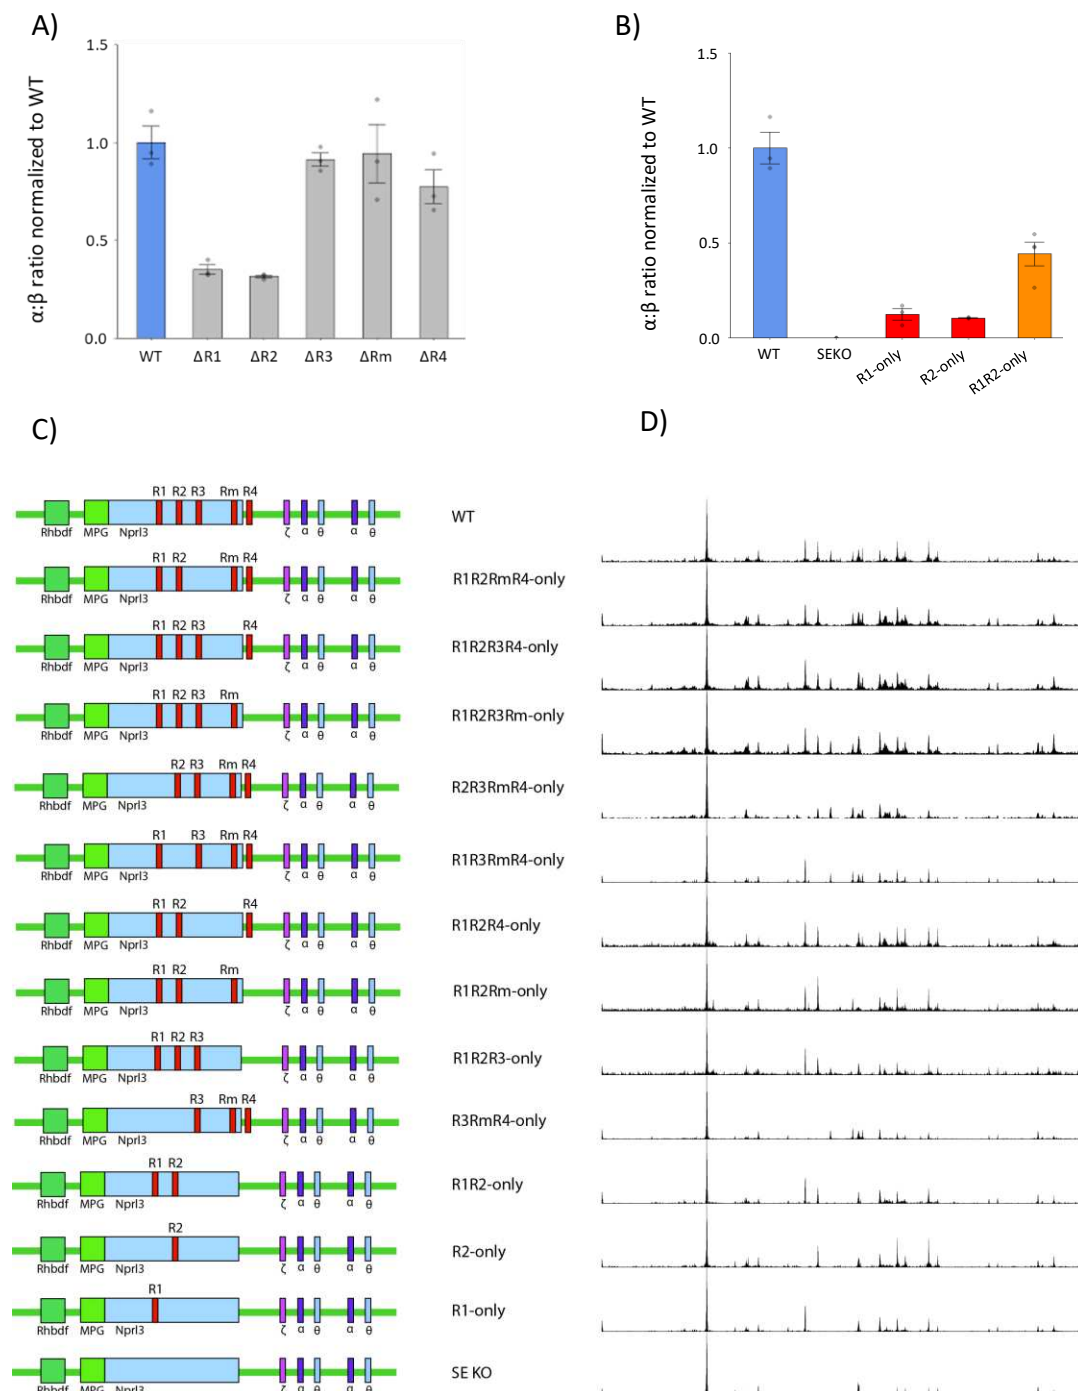 A)
α:β ratio normalized to WT
1.5
1.0
0.5
0.0
WT ΔR1 ΔR2 ΔR3 ΔRm ΔR4
B)
α:β ratio normalized to WT
1.5
1.0
0.5
0.0
WT SEKO R1-only R2-only R1R2-only
C)
R1 R2 R3 Rm R4
Rhbdf MPG Nprl3 ζ α θ α θ
WT
R1 R2 Rm R4
Rhbdf MPG Nprl3 ζ α θ α θ
R1R2RmR4-only
R1 R2 R3 R4
Rhbdf MPG Nprl3 ζ α θ α θ
R1R2R3R4-only
R1 R2 R3 Rm
Rhbdf MPG Nprl3 ζ α θ α θ
R1R2R3Rm-only
R2 R3 Rm R4
Rhbdf MPG Nprl3 ζ α θ α θ
R2R3RmR4-only
R1 R3 Rm R4
Rhbdf MPG Nprl3 ζ α θ α θ
R1R3RmR4-only
R1 R2 R4
Rhbdf MPG Nprl3 ζ α θ α θ
R1R2R4-only
R1 R2 Rm
Rhbdf MPG Nprl3 ζ α θ α θ
R1R2Rm-only
R1 R2 R3
Rhbdf MPG Nprl3 ζ α θ α θ
R1R2R3-only
R3 Rm R4
Rhbdf MPG Nprl3 ζ α θ α θ
R3RmR4-only
R1 R2
Rhbdf MPG Nprl3 ζ α θ α θ
R1R2-only
R2
Rhbdf MPG Nprl3 ζ α θ α θ
R2-only
R1
Rhbdf MPG Nprl3 ζ α θ α θ
R1-only
Rhbdf MPG Nprl3 ζ α θ α θ
SE KO
D)